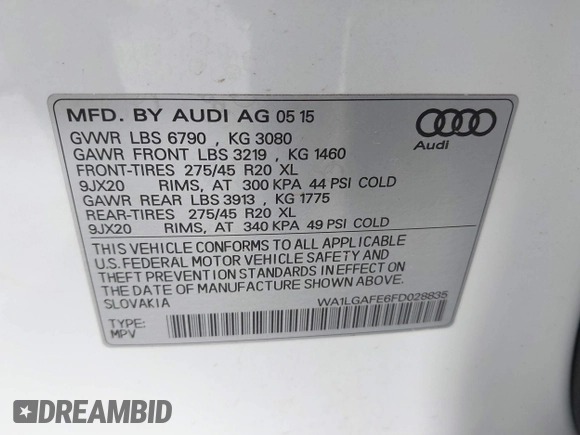 MFD. BY AUDI AG 05 15
GVWR LBS 6790 , KG 3080
GAWR FRONT LBS 3219 , KG 1460
FRONT-TIRES 275/45 R20 XL
9JX20 RIMS, AT 300 KPA 44 PSI COLD
GAWR REAR LBS 3913 , KG 1775
REAR-TIRES 275/45 R20 XL
9JX20 RIMS, AT 340 KPA 49 PSI COLD
THIS VEHICLE CONFORMS TO ALL APPLICABLE
U.S. FEDERAL MOTOR VEHICLE SAFETY AND
THEFT PREVENTION STANDARDS IN EFFECT ON
THE DATE OF MANUFACTURE SHOWN ABOVE.
SLOVAKIA
WA1LGAFE6FD028835
TYPE:
MPV
Audi
DREAMBID